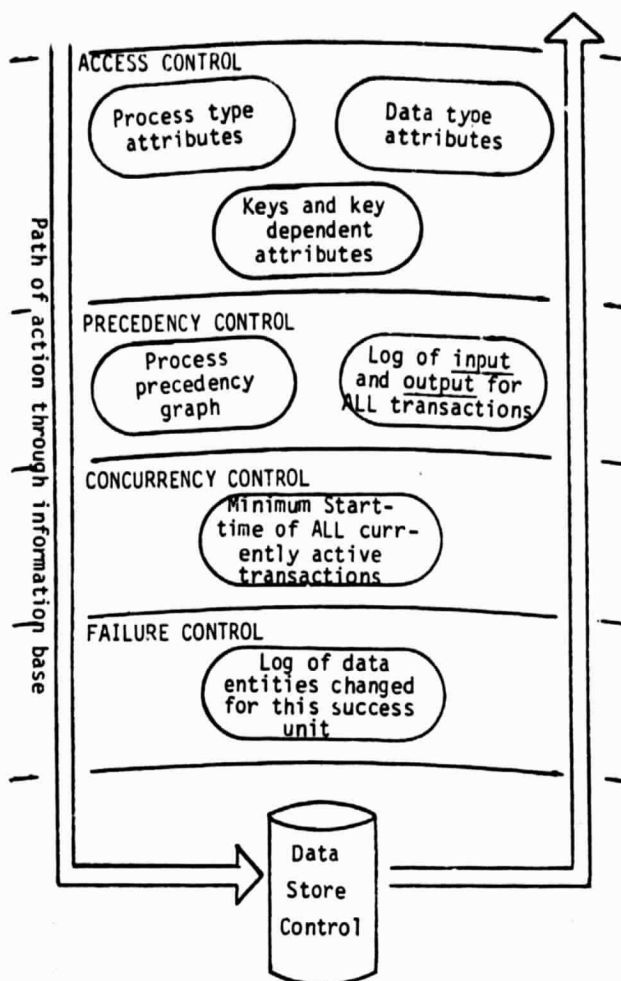 ACCESS CONTROL
Process type
attributes
Data type
attributes
Keys and key
dependent
attributes
Path of action through information base
PRECEDENCY CONTROL
Process
precedency
graph
Log of input
and output for
ALL transactions
CONCURRENCY CONTROL
Minimum Start-
time of ALL curr-
ently active
transactions
FAILURE CONTROL
Log of data
entities changed
for this success
unit
Data
Store
Control